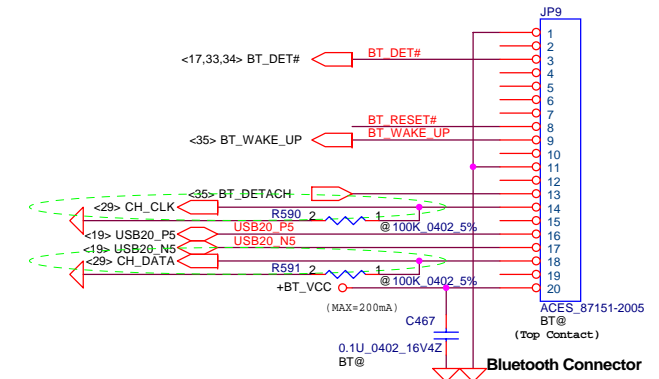 JP9
1
<17,33,34> BT_DET# BT_DET# 2
3
4
5
6
7
BT_RESET# 8
<35> BT_WAKE_UP BT_WAKE_UP 9
10
11
12
<35> BT_DETACH 13
<29> CH_CLK 14
R590 2 1 @100K_0402_5% 15
<19> USB20_P5 USB20_P5 16
<19> USB20_N5 USB20_N5 17
<29> CH_DATA 18
R591 2 1 @100K_0402_5% 19
+BT_VCC 20
(MAX=200mA)
ACES_87151-2005
BT@
(Top Contact)
C467
0.1U_0402_16V4Z
BT@
Bluetooth Connector